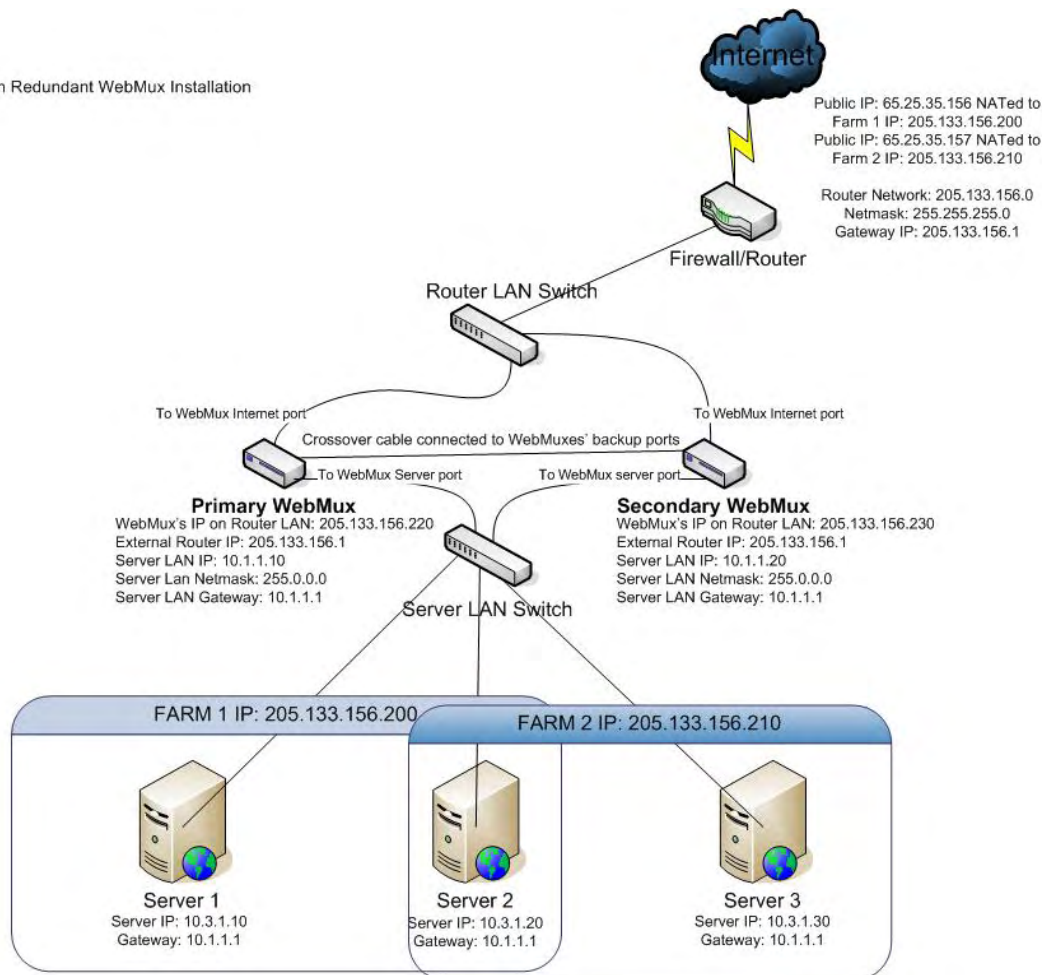 Redundant WebMux Installation
Internet
Public IP: 65.25.35.156 NATed to
Farm 1 IP: 205.133.156.200
Public IP: 65.25.35.157 NATed to
Farm 2 IP: 205.133.156.210
Router Network: 205.133.156.0
Netmask: 255.255.255.0
Gateway IP: 205.133.156.1
Firewall/Router
Router LAN Switch
To WebMux Internet port
To WebMux Internet port
Crossover cable connected to WebMuxes' backup ports
To WebMux Server port
To WebMux server port
Primary WebMux
WebMux's IP on Router LAN: 205.133.156.220
External Router IP: 205.133.156.1
Server LAN IP: 10.1.1.10
Server Lan Netmask: 255.0.0.0
Server LAN Gateway: 10.1.1.1
Secondary WebMux
WebMux's IP on Router LAN: 205.133.156.230
External Router IP: 205.133.156.1
Server LAN IP: 10.1.1.20
Server LAN Netmask: 255.0.0.0
Server LAN Gateway: 10.1.1.1
Server LAN Switch
FARM 1 IP: 205.133.156.200
FARM 2 IP: 205.133.156.210
Server 1
Server IP: 10.3.1.10
Gateway: 10.1.1.1
Server 2
Server IP: 10.3.1.20
Gateway: 10.1.1.1
Server 3
Server IP: 10.3.1.30
Gateway: 10.1.1.1